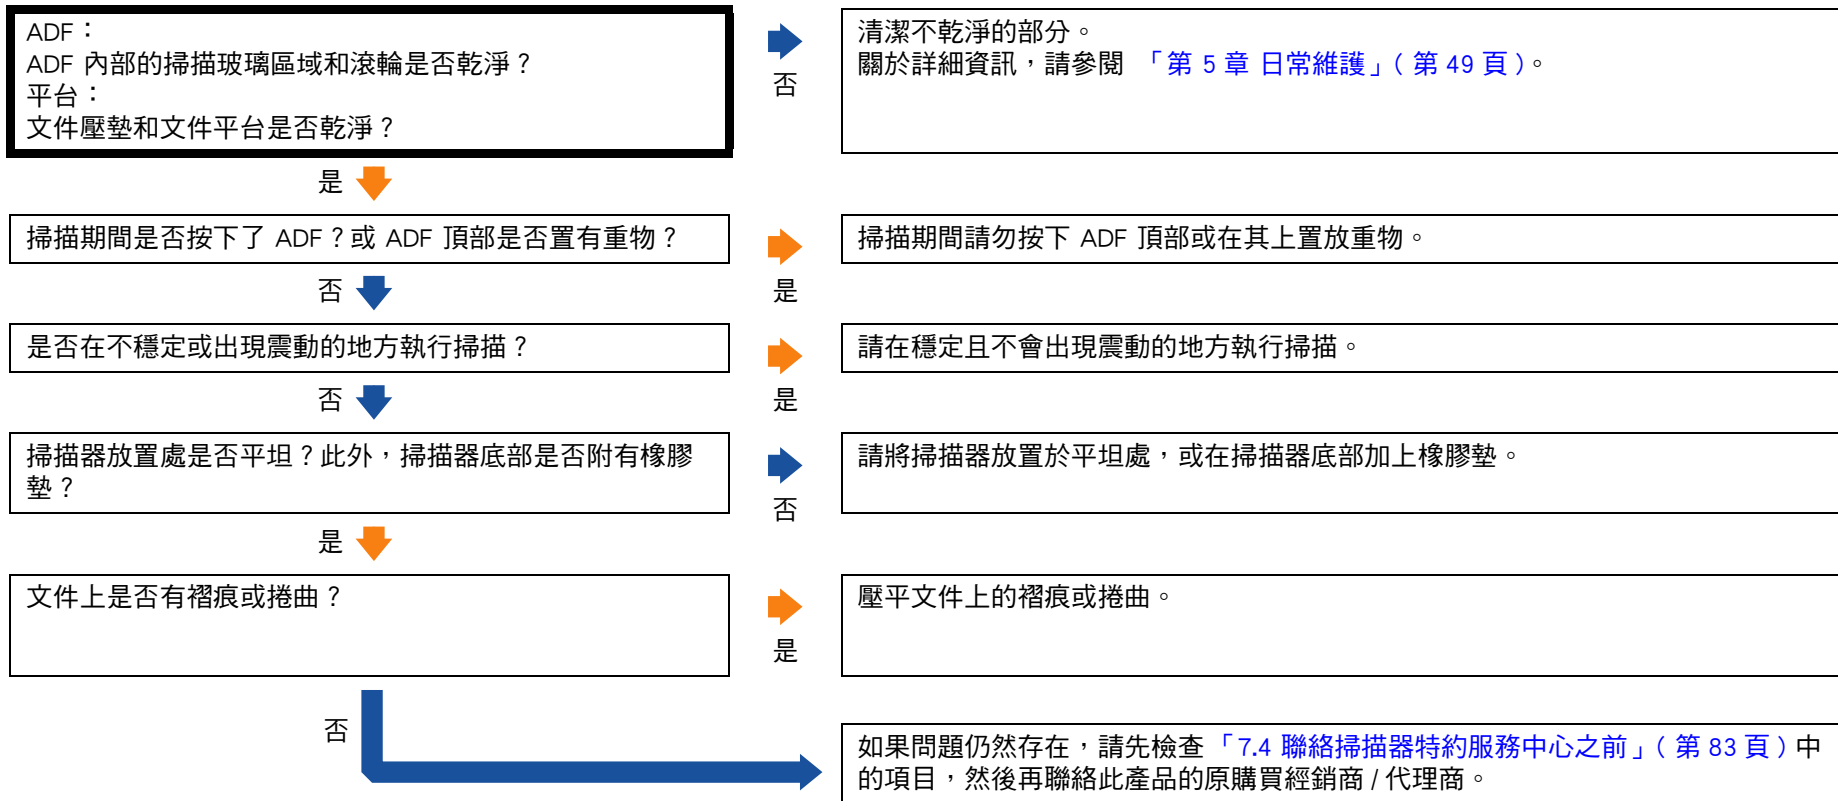 ADF：
ADF 內部的掃描玻璃區域和滾輪是否乾淨？
平台：
文件壓墊和文件平台是否乾淨？
否
清潔不乾淨的部分。
關於詳細資訊，請參閱 「第 5 章 日常維護」( 第 49 頁 )。
是
掃描期間是否按下了 ADF？或 ADF 頂部是否置有重物？
是
掃描期間請勿按下 ADF 頂部或在其上置放重物。
否
是否在不穩定或出現震動的地方執行掃描？
是
請在穩定且不會出現震動的地方執行掃描。
否
掃描器放置處是否平坦？此外，掃描器底部是否附有橡膠
墊？
否
請將掃描器放置於平坦處，或在掃描器底部加上橡膠墊。
是
文件上是否有褶痕或捲曲？
是
壓平文件上的褶痕或捲曲。
否
如果問題仍然存在，請先檢查「7.4 聯絡掃描器特約服務中心之前」( 第 83 頁 ) 中
的項目，然後再聯絡此產品的原購買經銷商 / 代理商。